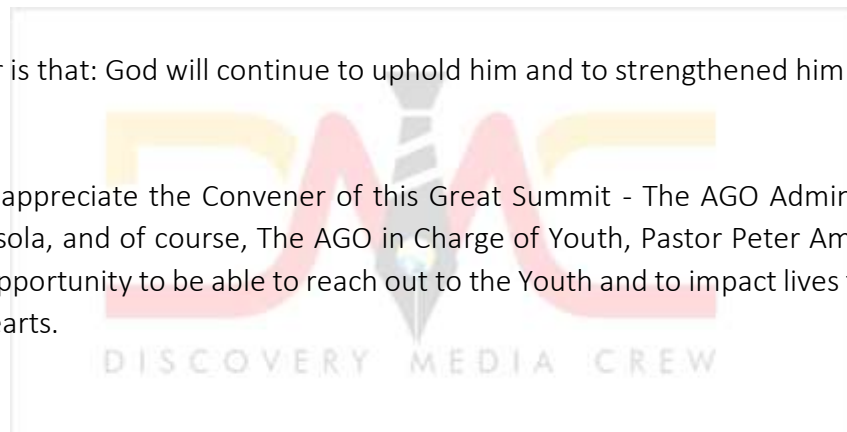 r is that: God will continue to uphold him and to strengthened him
appreciate the Convener of this Great Summit - The AGO Admin
sola, and of course, The AGO in Charge of Youth, Pastor Peter Am
pportunity to be able to reach out to the Youth and to impact lives
earts.
DMC
DISCOVERY MEDIA CREW